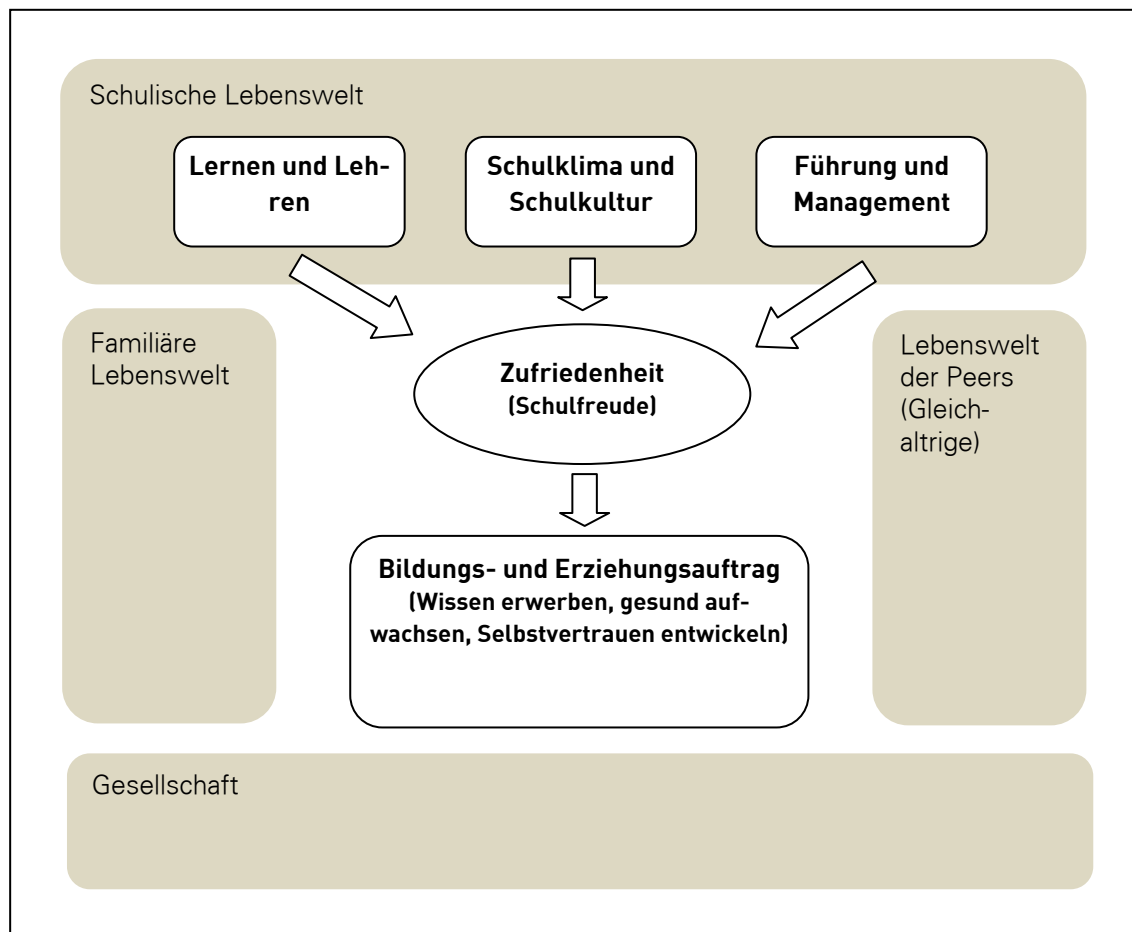 Schulische Lebenswelt
Lernen und Leh-
ren
Schulklima und
Schulkultur
Führung und
Management
Familiäre
Lebenswelt
Zufriedenheit
(Schulfreude)
Lebenswelt
der Peers
(Gleich-
altrige)
Bildungs- und Erziehungsauftrag
(Wissen erwerben, gesund auf-
wachsen, Selbstvertrauen entwickeln)
Gesellschaft